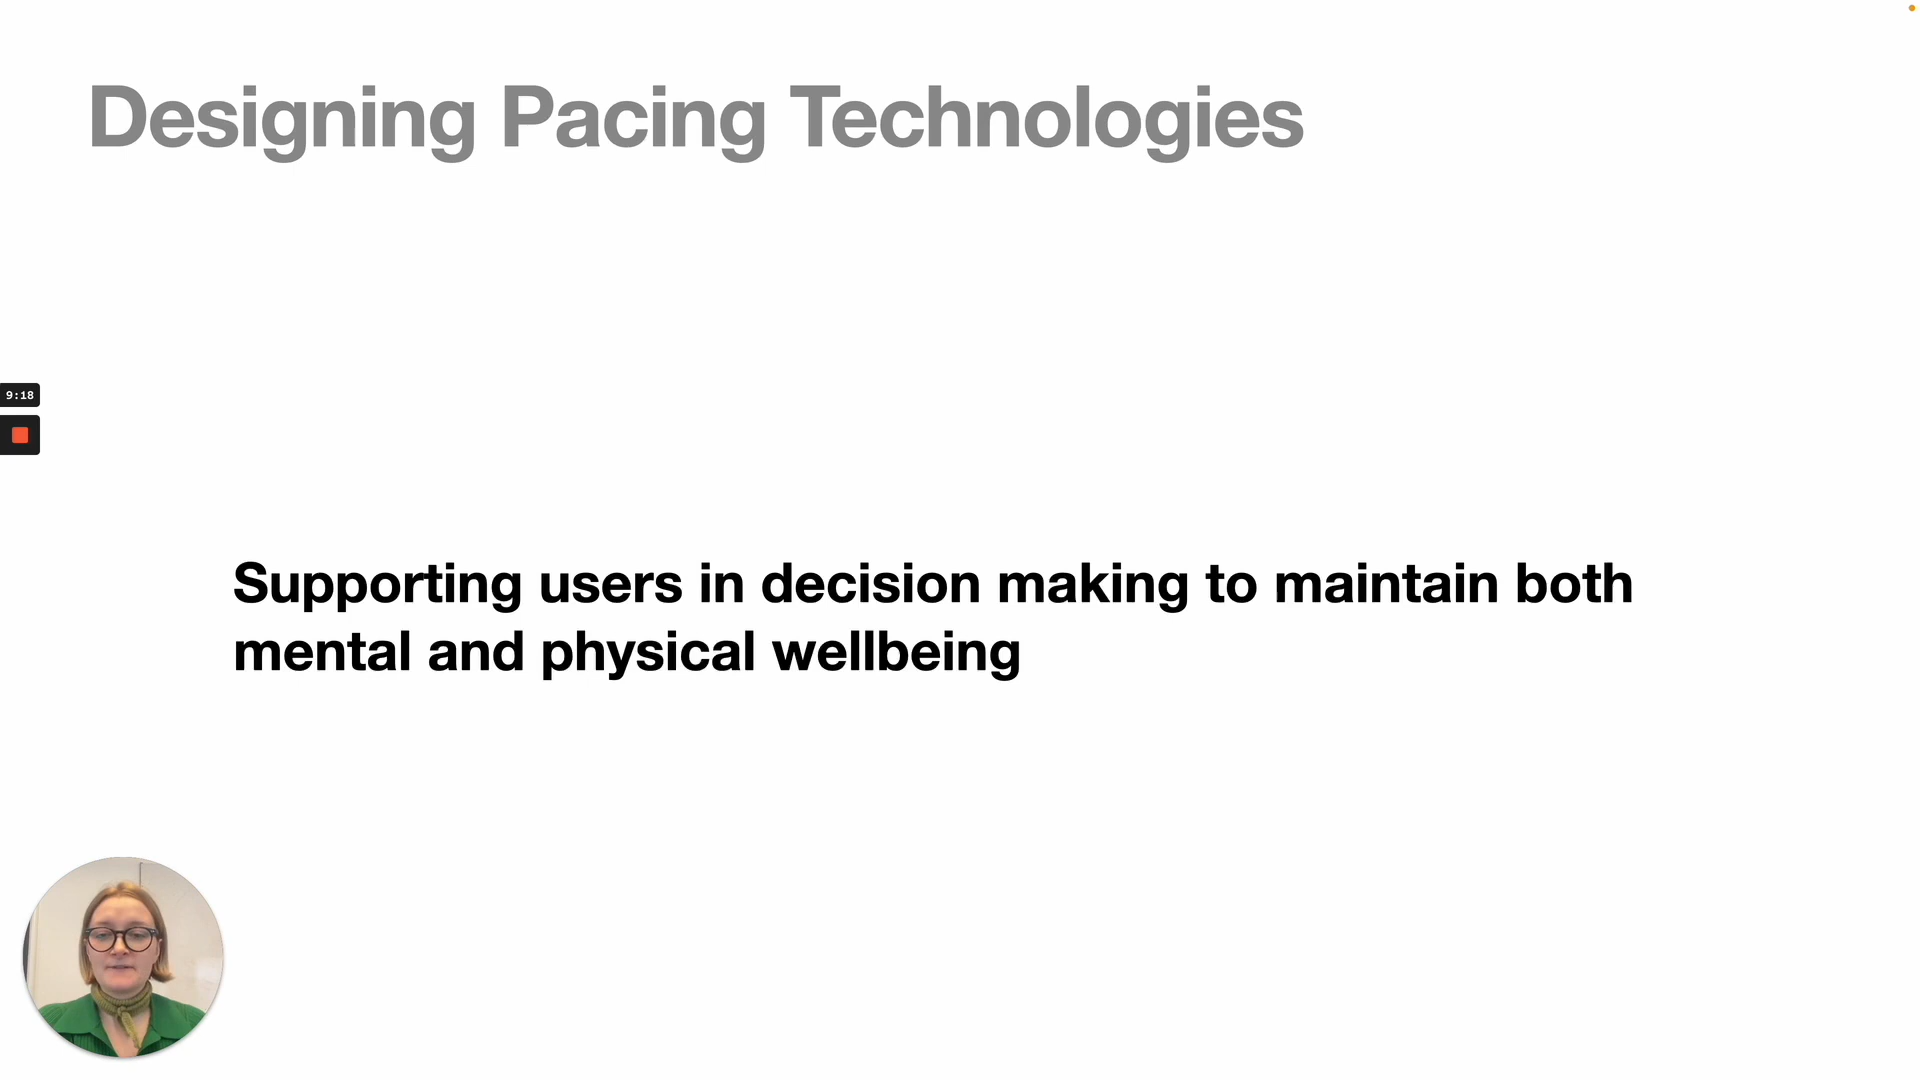 Designing Pacing Technologies
9:18
Supporting users in decision making to maintain both
mental and physical wellbeing